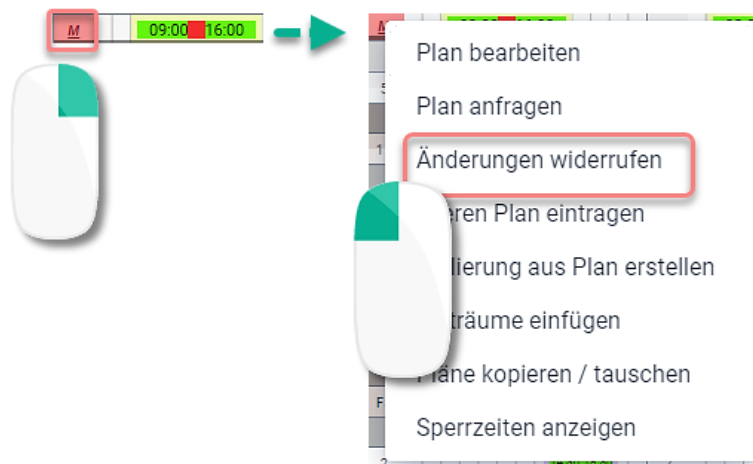 M 09:00 16:00
Plan bearbeiten
Plan anfragen
Änderungen widerrufen
Plan eintragen
aus Plan erstellen
einfügen
kopieren / tauschen
Sperrzeiten anzeigen